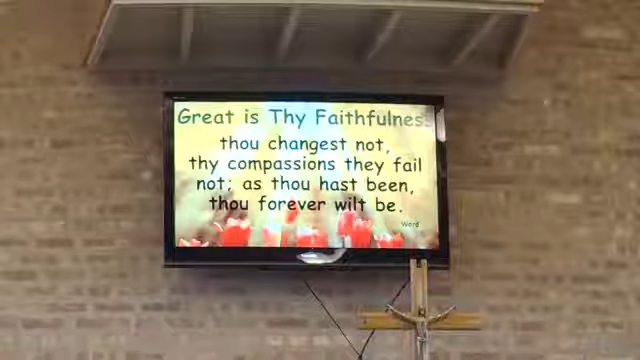 Great is Thy Faithfulness.
thou changest not,
thy compassions they fail
not; as thou hast been,
thou forever wilt be.
Word